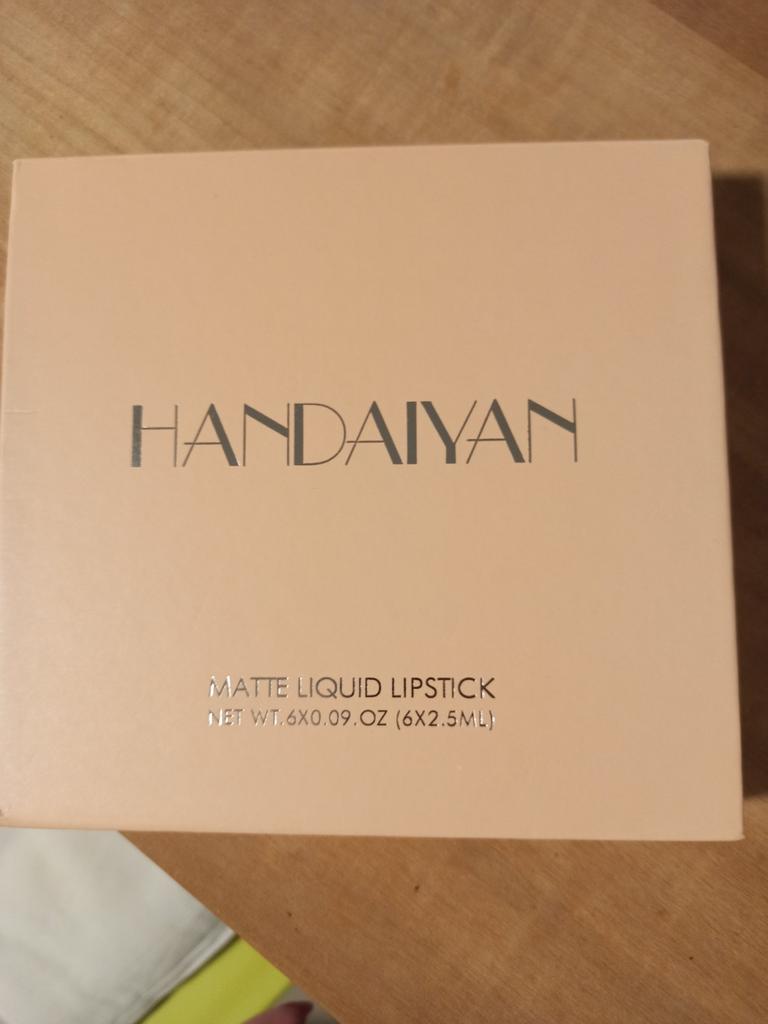 HANDAIYAN
MATTE LIQUID LIPSTICK
NET WT.6X0.09.OZ (6X2.5ML)